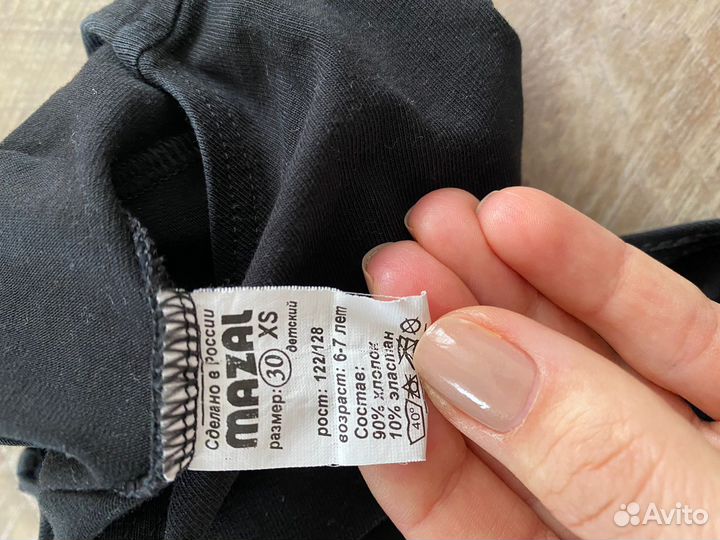 Сделано в России
MAZAL
размер: 30 XS
детский
рост: 122/128
возраст: 6-7 лет
Состав:
90% хлопок
10% эластан
40°
Avito